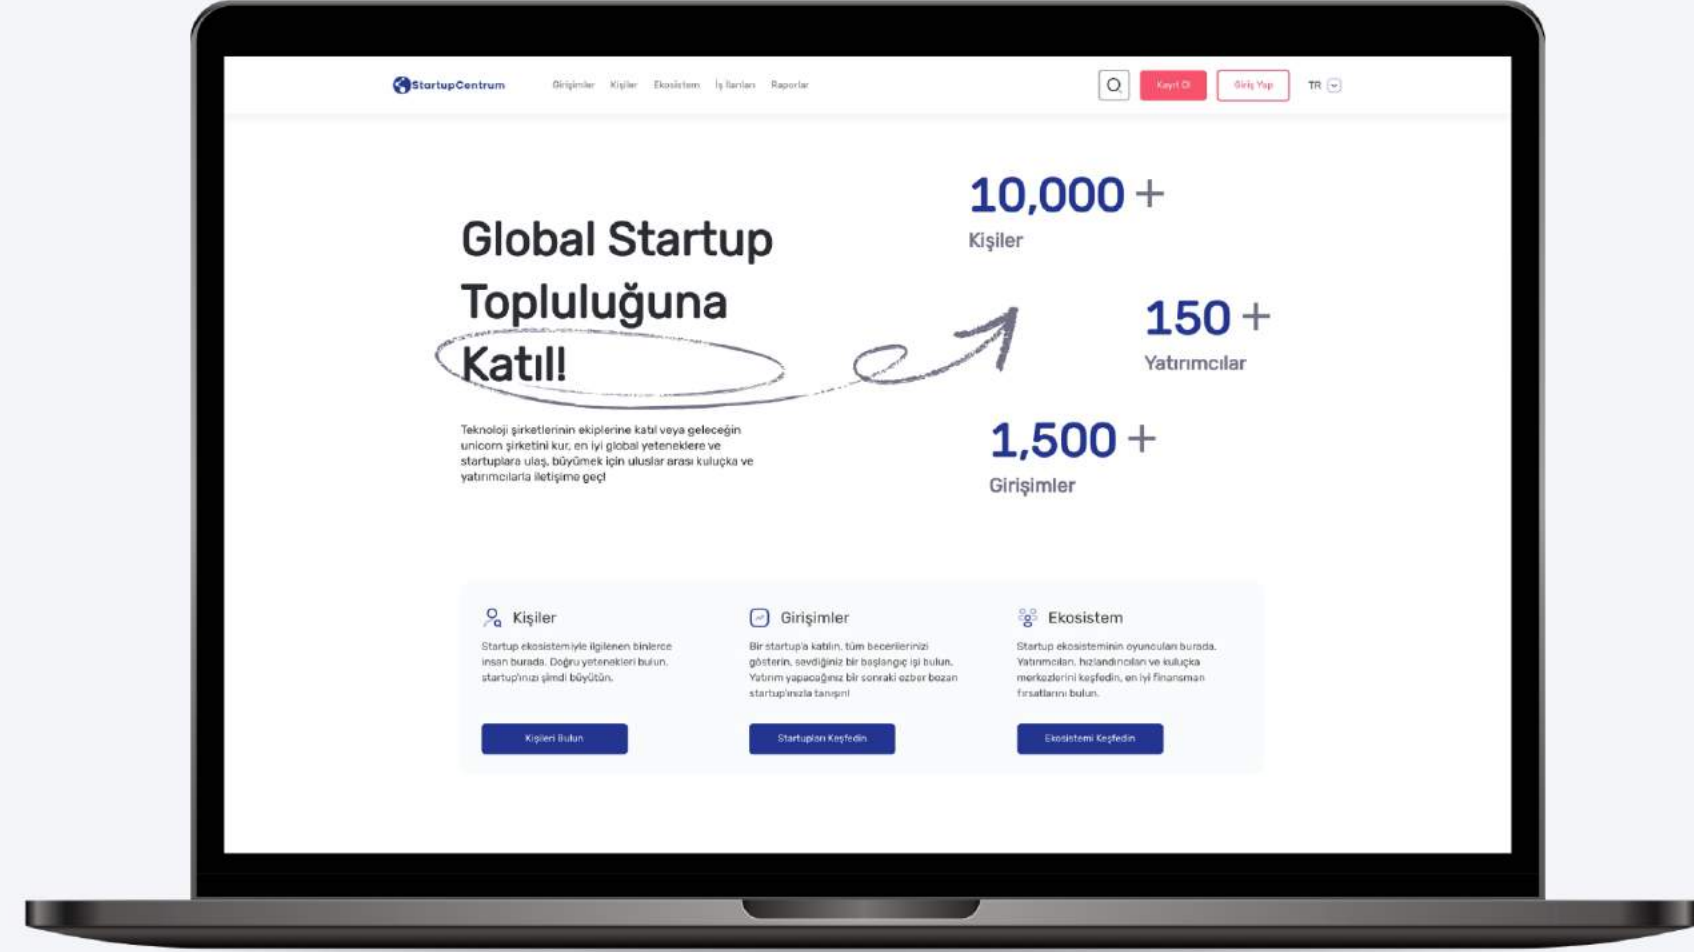 StartupCentrum
Girişimler Kişiler Ekosistem İş İlanları Raporlar
Kayıt Ol
Giriş Yap
TR
Global Startup
Topluluğuna
Katıl!
Teknoloji şirketlerinin ekiplerine katıl veya geleceğin
unicorn şirketini kur, en iyi global yeteneklere ve
startuplara ulaş, büyümek için uluslar arası kuluçka ve
yatırımcılarla iletişime geç!
10,000 +
Kişiler
150 +
Yatırımcılar
1,500 +
Girişimler
Kişiler
Startup ekosistemiyle ilgilenen binlerce
insan burada. Doğru yetenekleri bulun,
startup'ınızı şimdi büyütün.
Kişileri Bulun
Girişimler
Bir startup'a katılın, tüm becerilerinizi
gösterin, sevdiğiniz bir başlangıç işi bulun.
Yatırım yapacağınız bir sonraki ezber bozan
startup'ınızla tanışın!
Startupları Keşfedin
Ekosistem
Startup ekosisteminin oyuncuları burada.
Yatırımcıları, hızlandırıcıları ve kuluçka
merkezlerini keşfedin, en iyi finansman
fırsatlarını bulun.
Ekosistemi Keşfedin